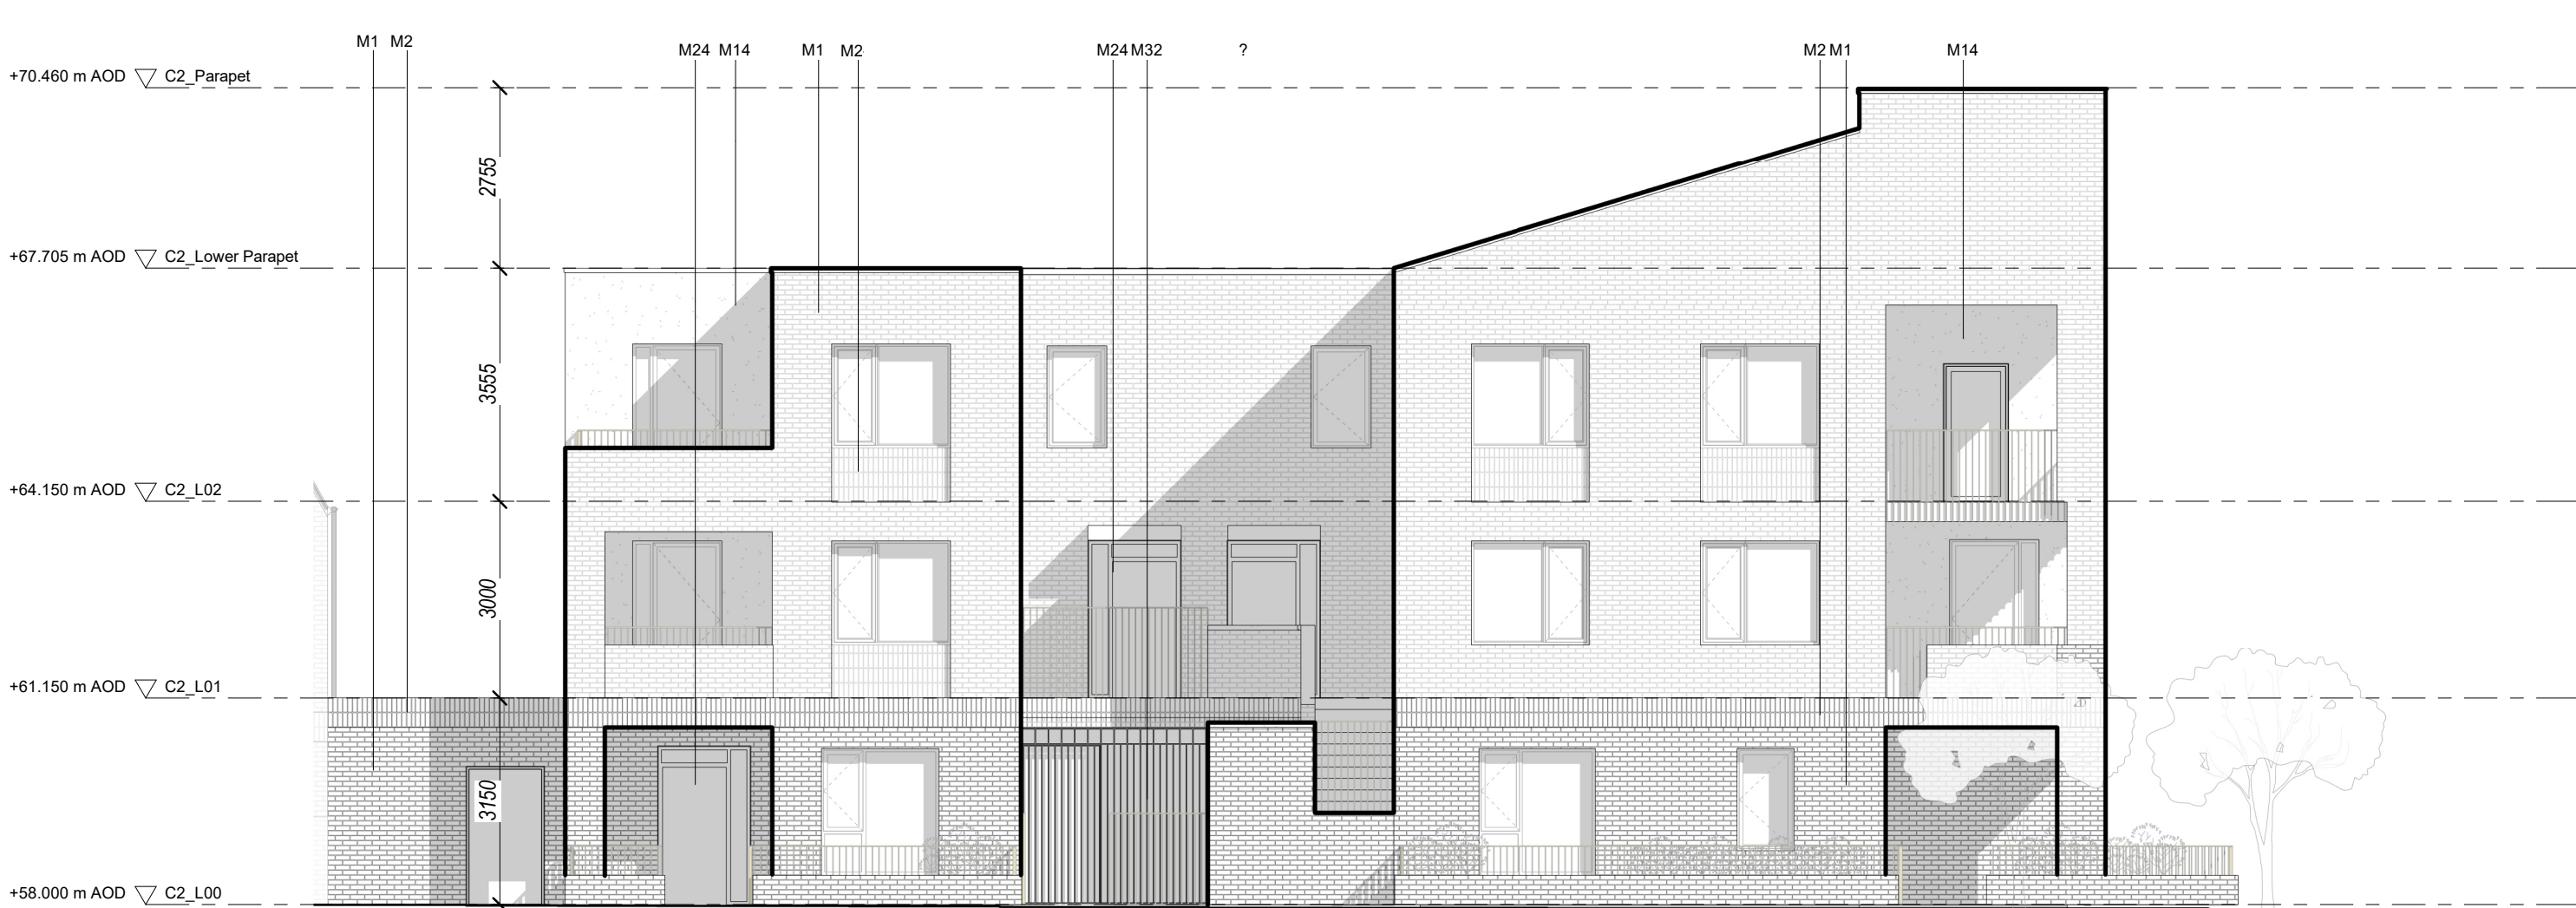 M1 M2
M24 M14 M1 M2 M24 M32 ? M2 M1 M14
+70.460 m AOD C2_Parapet
2755
+67.705 m AOD C2_Lower Parapet
3555
+64.150 m AOD C2_L02
3000
+61.150 m AOD C2_L01
3150
+58.000 m AOD C2_L00